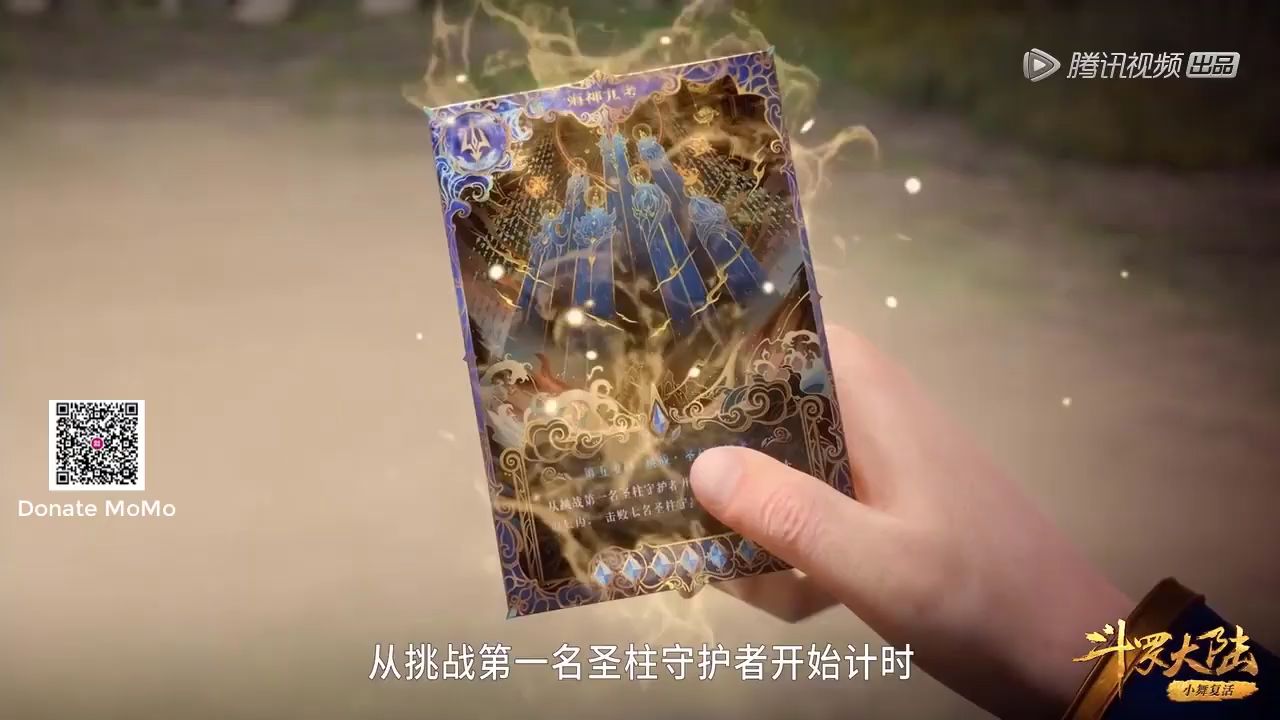 腾讯视频 出品
海神九考
从挑战第一名圣柱守护者开
击败七名圣柱守
Donate MoMo
从挑战第一名圣柱守护者开始计时
斗罗大陆
小舞复活